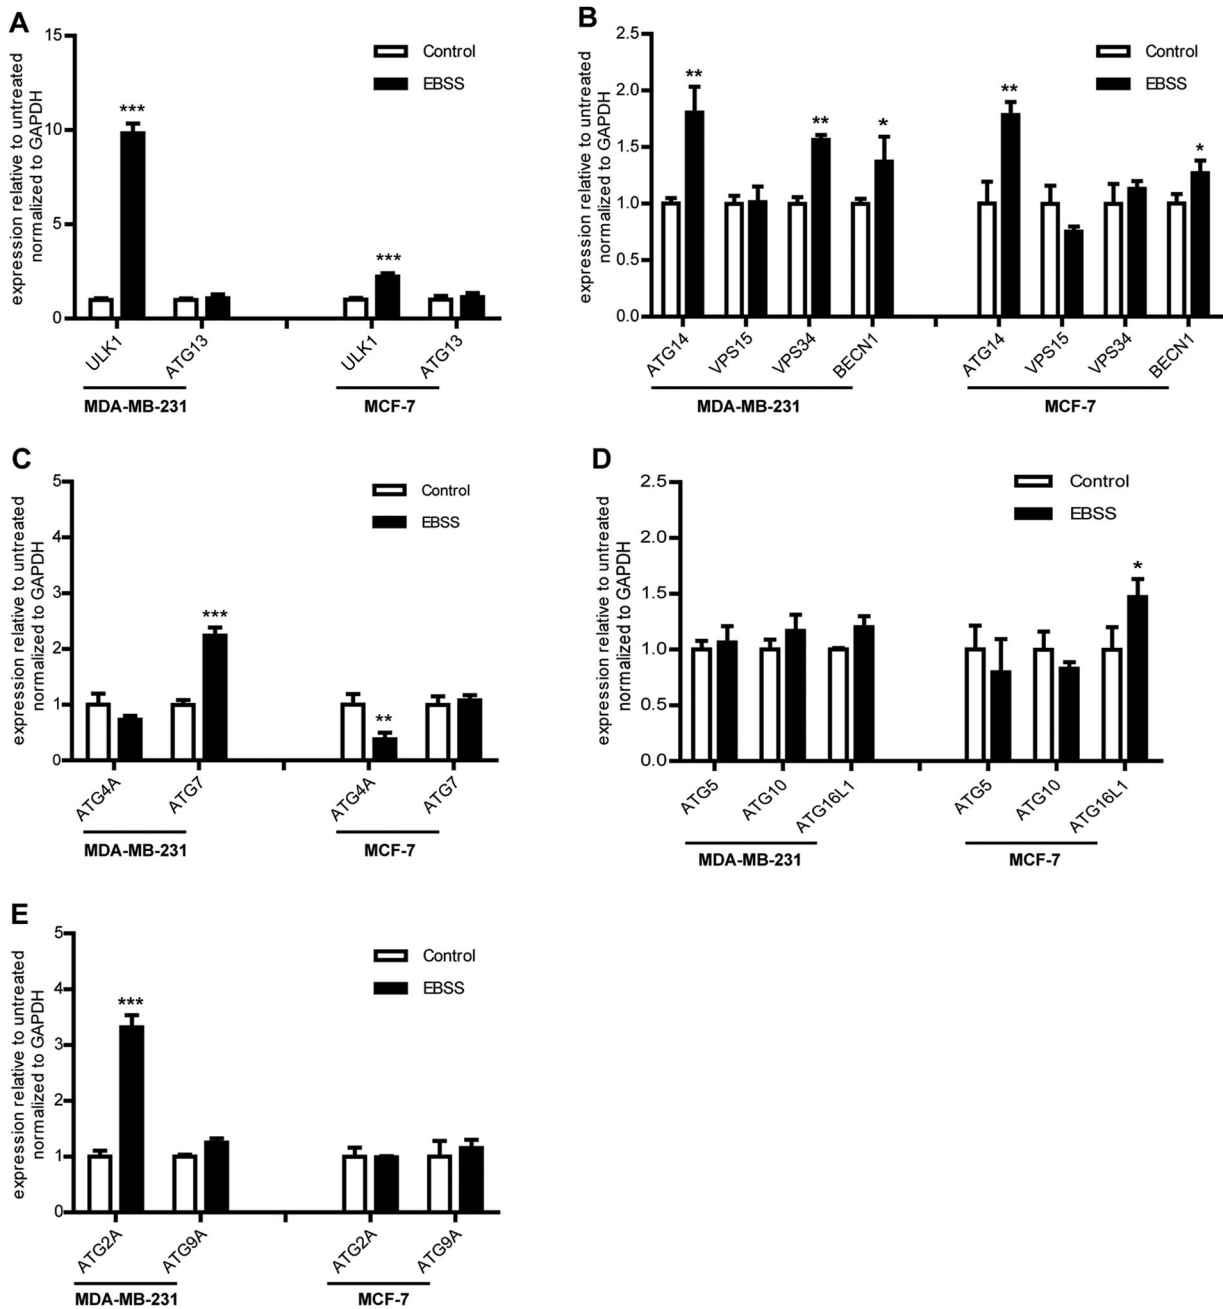 A
expression relative to untreated
normalized to GAPDH
15
10
5
0
Control
EBSS
***
***
ULK1
ATG13
ULK1
ATG13
MDA-MB-231
MCF-7
B
expression relative to untreated
normalized to GAPDH
2.5
2.0
1.5
1.0
0.5
0.0
Control
EBSS
**
**
*
**
*
ATG14
VPS15
VPS34
BECN1
ATG14
VPS15
VPS34
BECN1
MDA-MB-231
MCF-7
C
expression relative to untreated
normalized to GAPDH
5
4
3
2
1
0
Control
EBSS
***
**
ATG4A
ATG7
ATG4A
ATG7
MDA-MB-231
MCF-7
D
expression relative to untreated
normalized to GAPDH
2.5
2.0
1.5
1.0
0.5
0.0
Control
EBSS
*
ATG5
ATG10
ATG16L1
ATG5
ATG10
ATG16L1
MDA-MB-231
MCF-7
E
expression relative to untreated
normalized to GAPDH
5
4
3
2
1
0
Control
EBSS
***
ATG2A
ATG9A
ATG2A
ATG9A
MDA-MB-231
MCF-7